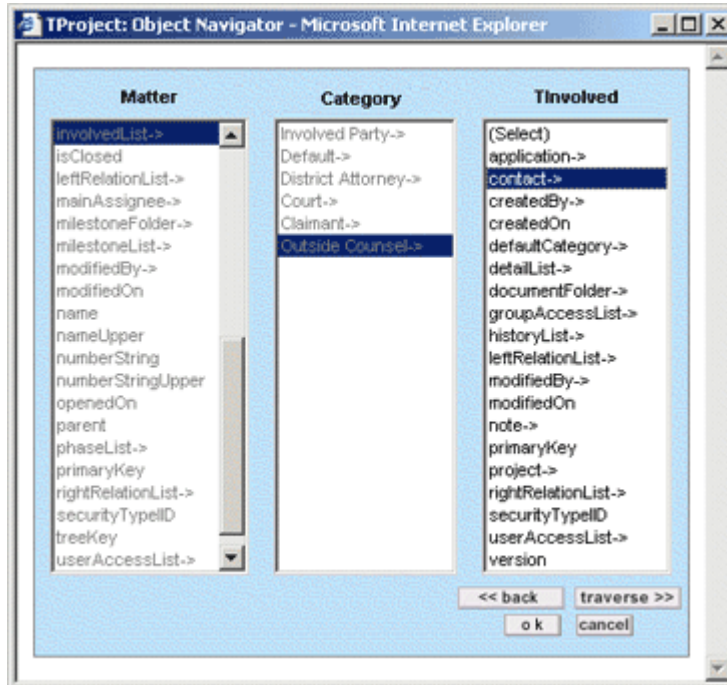 TProject: Object Navigator - Microsoft Internet Explorer
Matter
involvedList->
isClosed
leftRelationList->
mainAssignee->
milestoneFolder->
milestoneList->
modifiedBy->
modifiedOn
name
nameUpper
numberString
numberStringUpper
openedOn
parent
phaseList->
primaryKey
rightRelationList->
securityTypeID
treeKey
userAccessList->
Category
Involved Party->
Default->
District Attorney->
Court->
Claimant->
Outside Counsel->
TInvolved
(Select)
application->
contact->
createdBy->
createdOn
defaultCategory->
detailList->
documentFolder->
groupAccessList->
historyList->
leftRelationList->
modifiedBy->
modifiedOn
note->
primaryKey
project->
rightRelationList->
securityTypeID
userAccessList->
version
<< back traverse >>
o k cancel